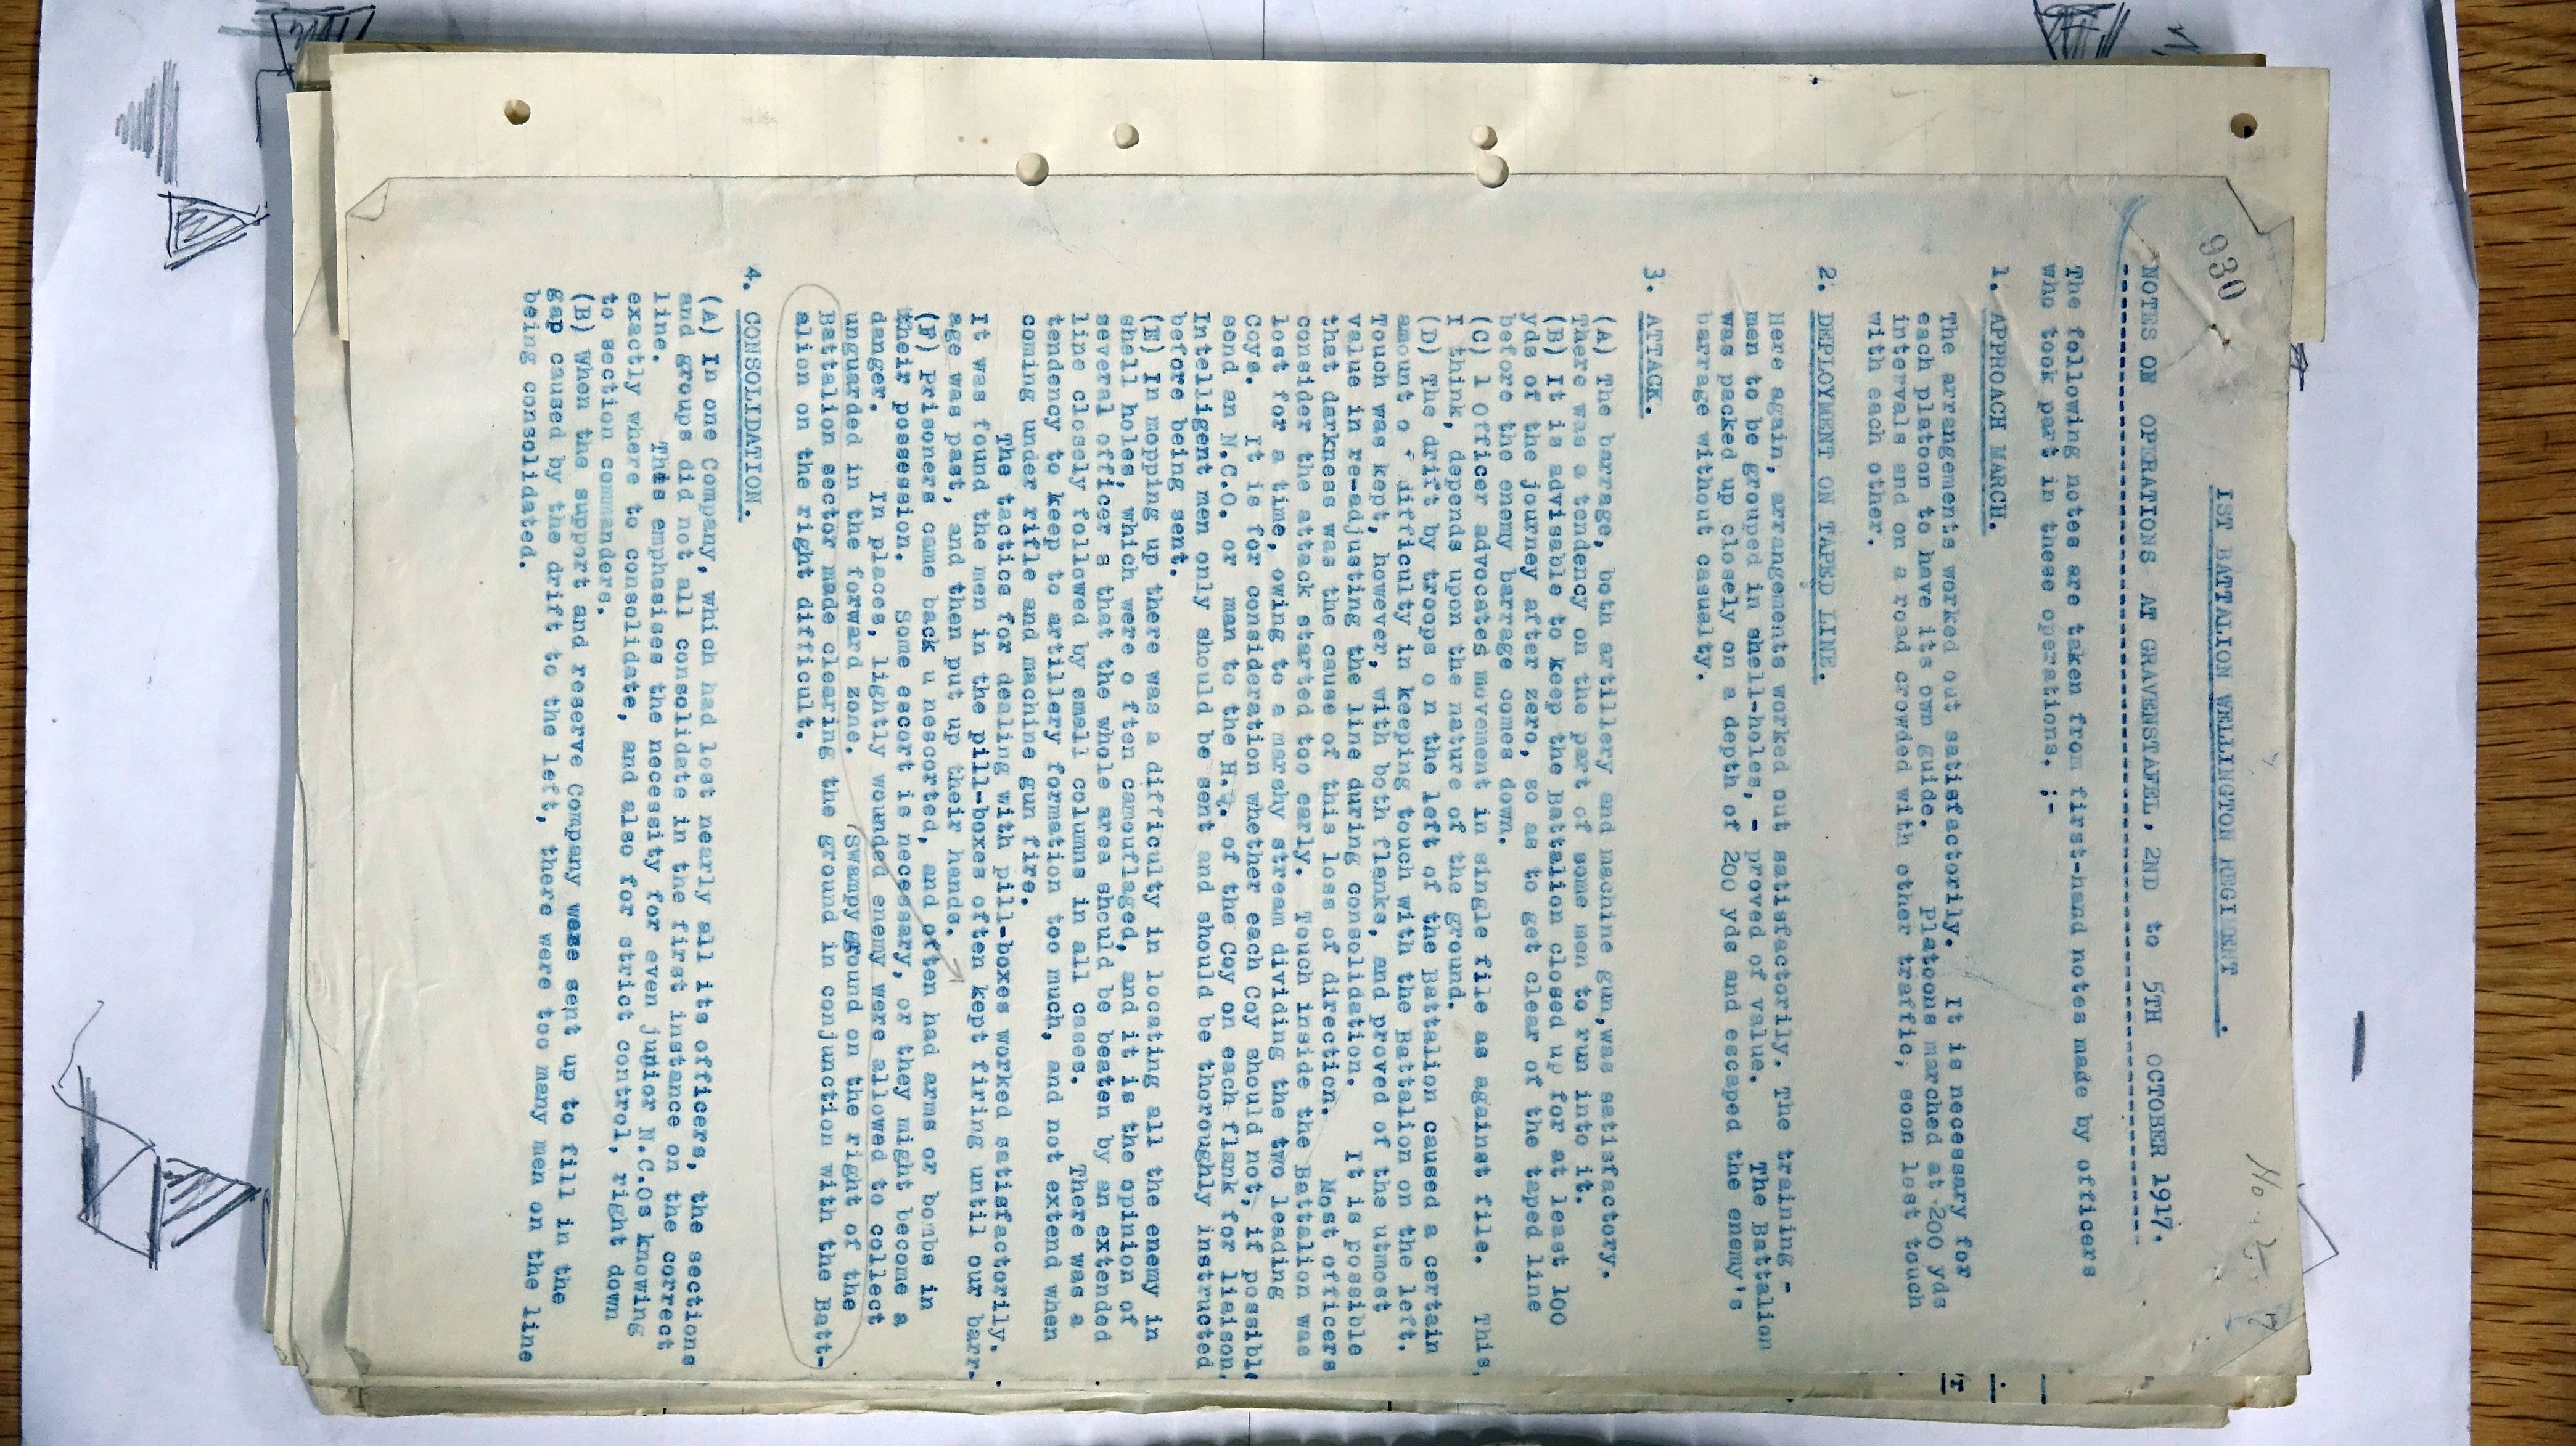 930
1ST BATTALION WELLINGTON REGIMENT .
NOTES ON OPERATIONS AT GRAVENSTAFEL, 2ND to 5TH OCTOBER 1917.
The following notes are taken from first-hand notes made by officers
who took part in these operations. ;-
1. APPROACH MARCH.
The arrangements worked out satisfactorily. It is necessary for
each platoon to have its own guide. Platoons marched at 200 yds
intervals and on a road crowded with other traffic, soon lost touch
with each other.
2. DEPLOYMENT ON TAPED LINE.
Here again, arrangements worked out satisfactorily. The training -
men to be grouped in shell-holes, - proved of value. The Battalion
was packed up closely on a depth of 200 yds and escaped the enemy's
barrage without casualty.
3. ATTACK.
(A) The barrage, both artillery and machine gun,was satisfactory.
There was a tendency on the part of some men to run into it.
(B) It is advisable to keep the Battalion closed up for at least 100
yds of the journey after zero, so as to get clear of the taped line
before the enemy barrage comes down.
(C) 1 officer advocates movement in single file as against file. This,
I think, depends upon the nature of the ground.
(D) The drift by troops o n the left of the Battalion caused a certain
amount o f difficulty in keeping touch with the Battalion on the left.
Touch was kept, however, with both flanks, and proved of the utmost
value in re-adjusting the line during consolidation. It is possible
that darkness was the cause of this loss of direction. Most officers
consider the attack started too early. Touch inside the Battalion was
lost for a time, owing to a marshy stream dividing the two leading
Coys. It is for consideration whether each Coy should not, if possible
send an N.C.O. or man to the H.Q. of the Coy on each flank for liaison.
Intelligent men only should be sent and should be thoroughly instructed
before being sent.
(E) In mopping up there was a difficulty in locating all the enemy in
shell holes, which were o ften camouflaged, and it is the opinion of
several officer s that the whole area should be beaten by an extended
line closely followed by small columns in all cases. There was a
tendency to keep to artillery formation too much, and not extend when
coming under rifle and machine gun fire.
The tactics for dealing with pill-boxes worked satisfactorily.
It was found the men in the pill-boxes often kept firing until our barr-
age was past, and then put up their hands.
(F) Prisoners came back u nescorted, and often had arms or bombs in
their possession. Some escort is necessary, or they might become a
danger. In places, lightly wounded enemy were allowed to collect
unguarded in the forward zone. (Swampy ground on the right of the
Battalion sector made clearing the ground in conjunction with the Batt-
alion on the right difficult.
4. CONSOLIDATION.
(A) In one Company, which had lost nearly all its officers, the sections
and groups did not all consolidate in the first instance on the correct
line. This emphasises the necessity for even junior N.C.Os knowing
exactly where to consolidate, and also for strict control, right down
to section commanders.
(B) When the support and reserve Company were sent up to fill in the
gap caused by the drift to the left, there were too many men on the line
being consolidated.